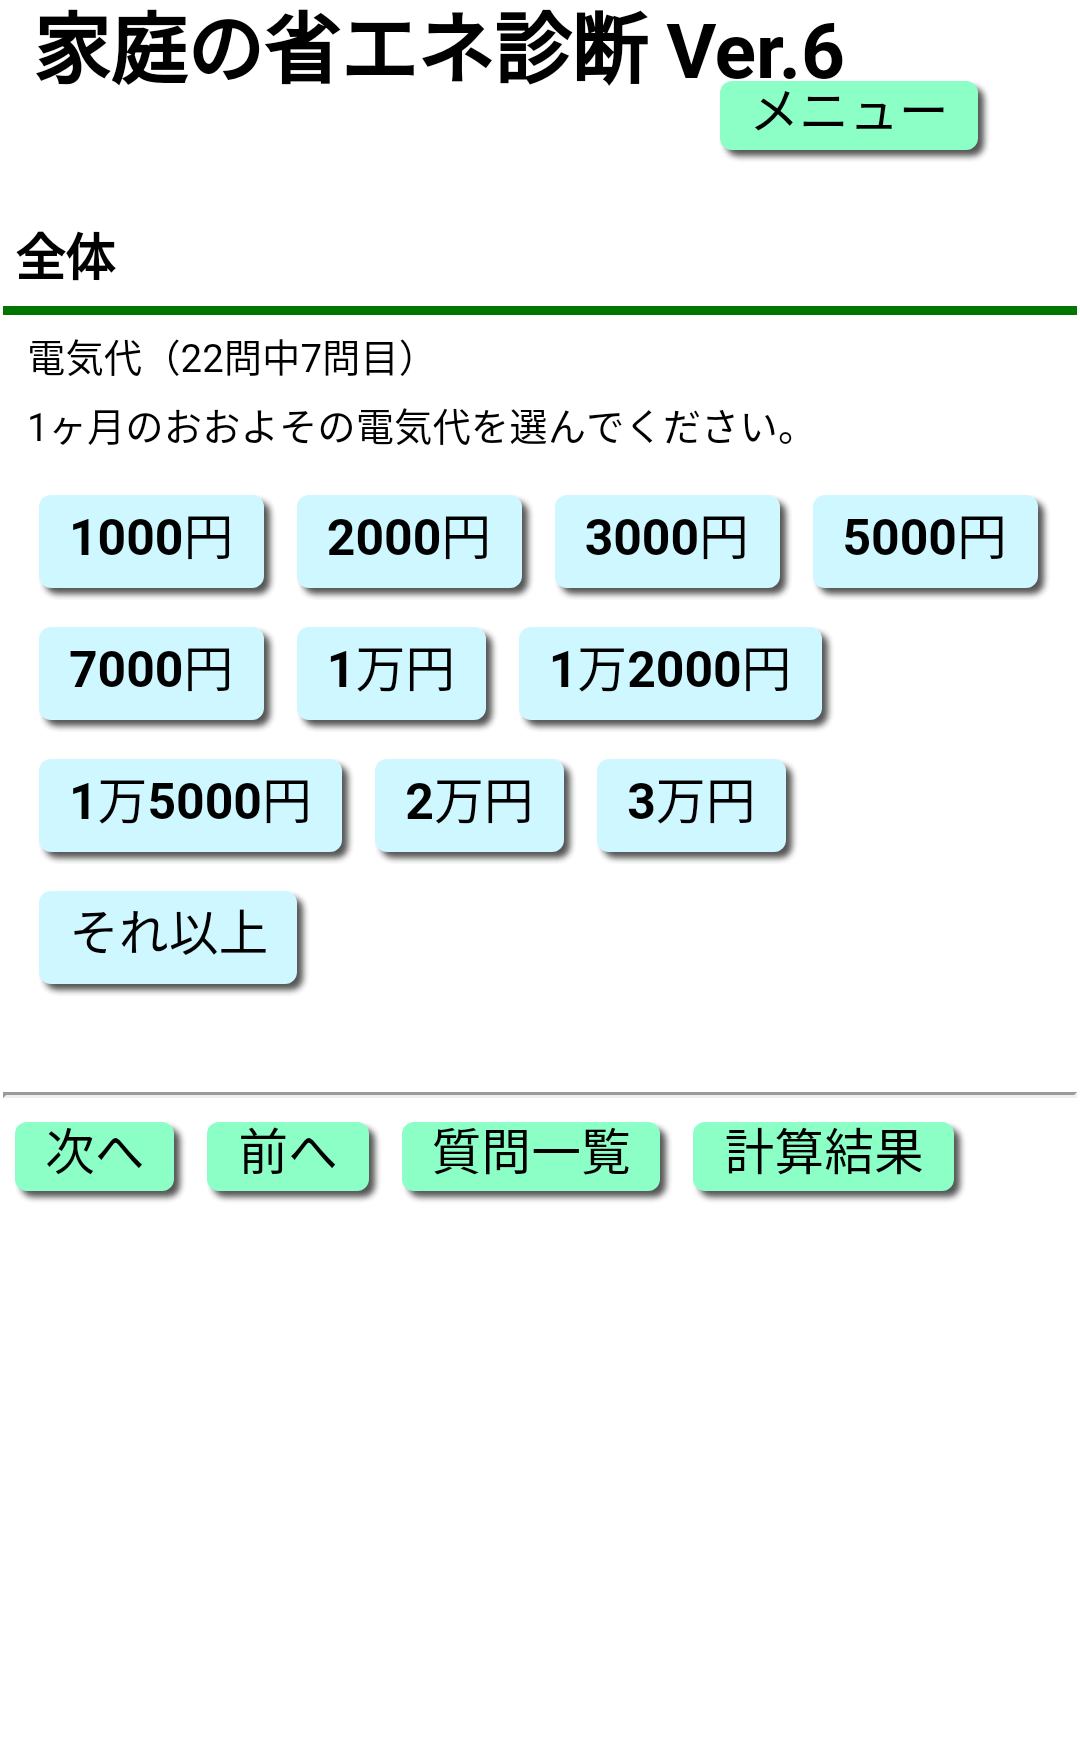 家庭の省エネ診断 Ver.6
メニュー
全体
電気代（22問中7問目）
1ヶ月のおおよその電気代を選んでください。
1000円 2000円 3000円 5000円
7000円 1万円 1万2000円
1万5000円 2万円 3万円
それ以上
次へ 前へ 質問一覧 計算結果